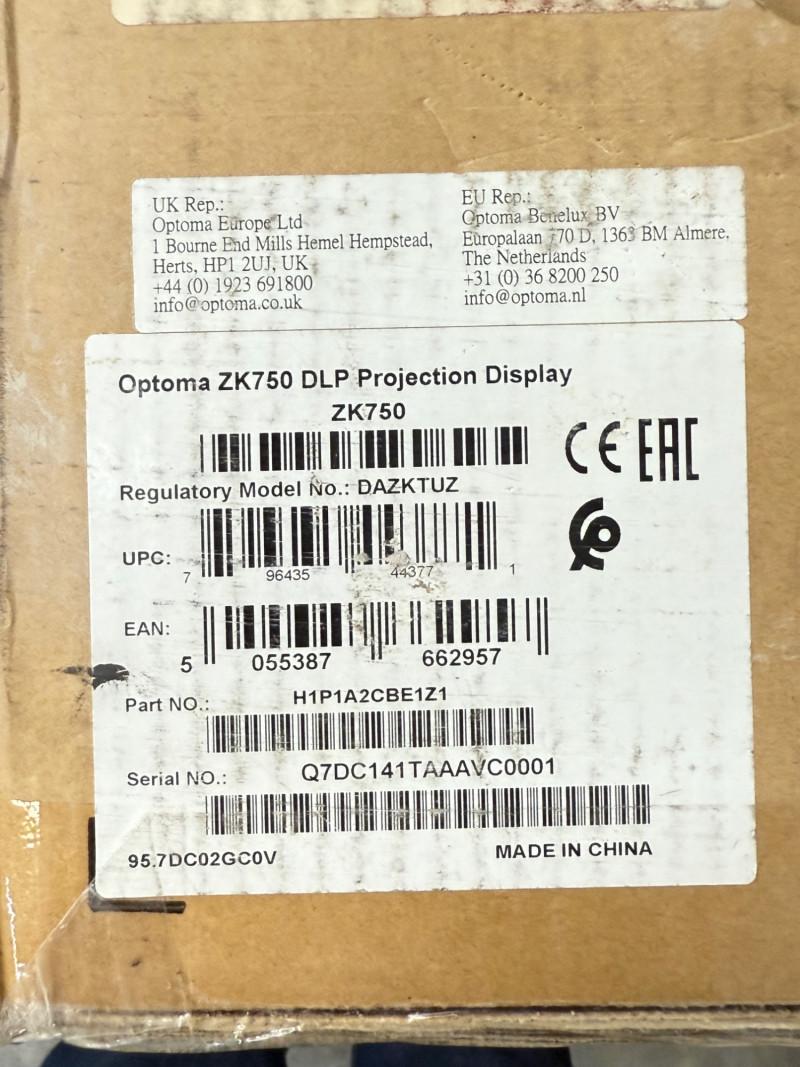 UK Rep.:
Optoma Europe Ltd
1 Bourne End Mills Hemel Hempstead,
Herts, HP1 2UJ, UK
+44 (0) 1923 691800
info@optoma.co.uk
EU Rep.:
Optoma Benelux BV
Europalaan 770 D, 1363 BM Almere,
The Netherlands
+31 (0) 36 8200 250
info@optoma.nl
Optoma ZK750 DLP Projection Display
ZK750
CE EAC
Regulatory Model No.: DAZKTUZ
UPC:
7 96435 44377 1
EAN:
5 055387 662957
Part NO.: H1P1A2CBE1Z1
Serial NO.: Q7DC141TAAAVC0001
95.7DC02GC0V MADE IN CHINA